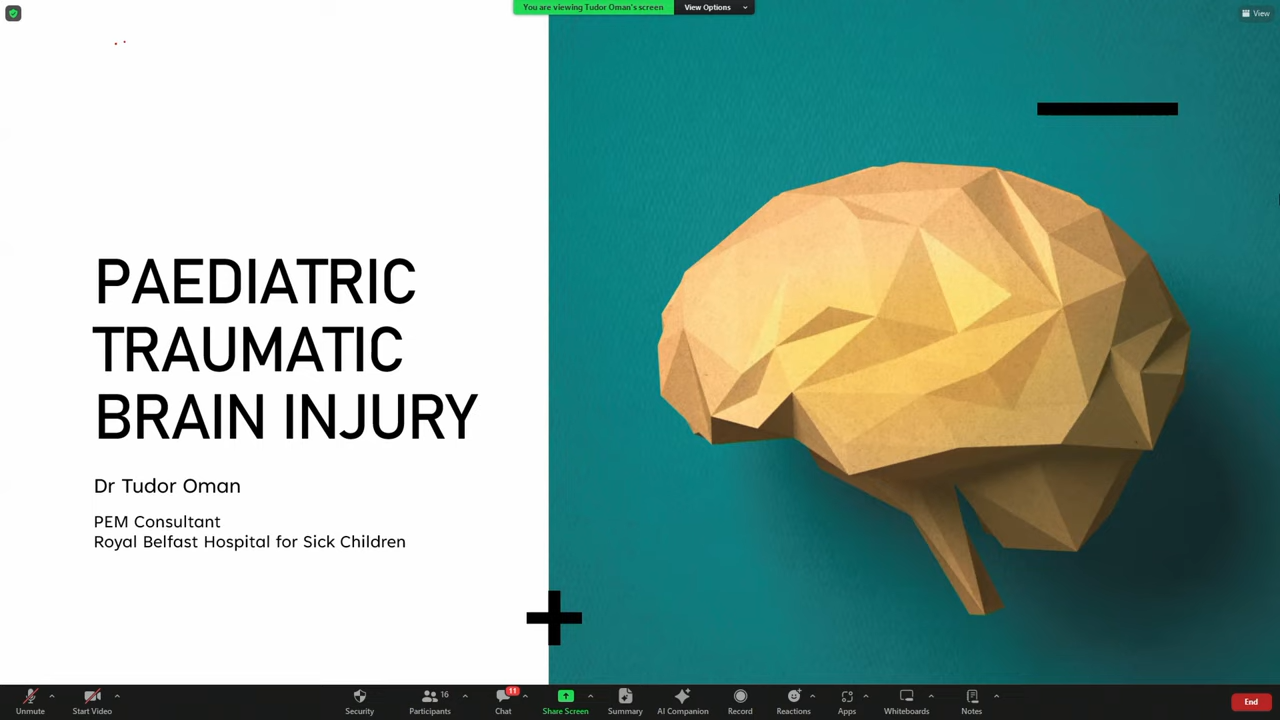 You are viewing Tudor Oman's screen
View Options
View
PAEDIATRIC
TRAUMATIC
BRAIN INJURY
Dr Tudor Oman
PEM Consultant
Royal Belfast Hospital for Sick Children
Unmute
Start Video
Security
16
Participants
11
Chat
Share Screen
Summary
AI Companion
Record
Reactions
Apps
Whiteboards
Notes
End